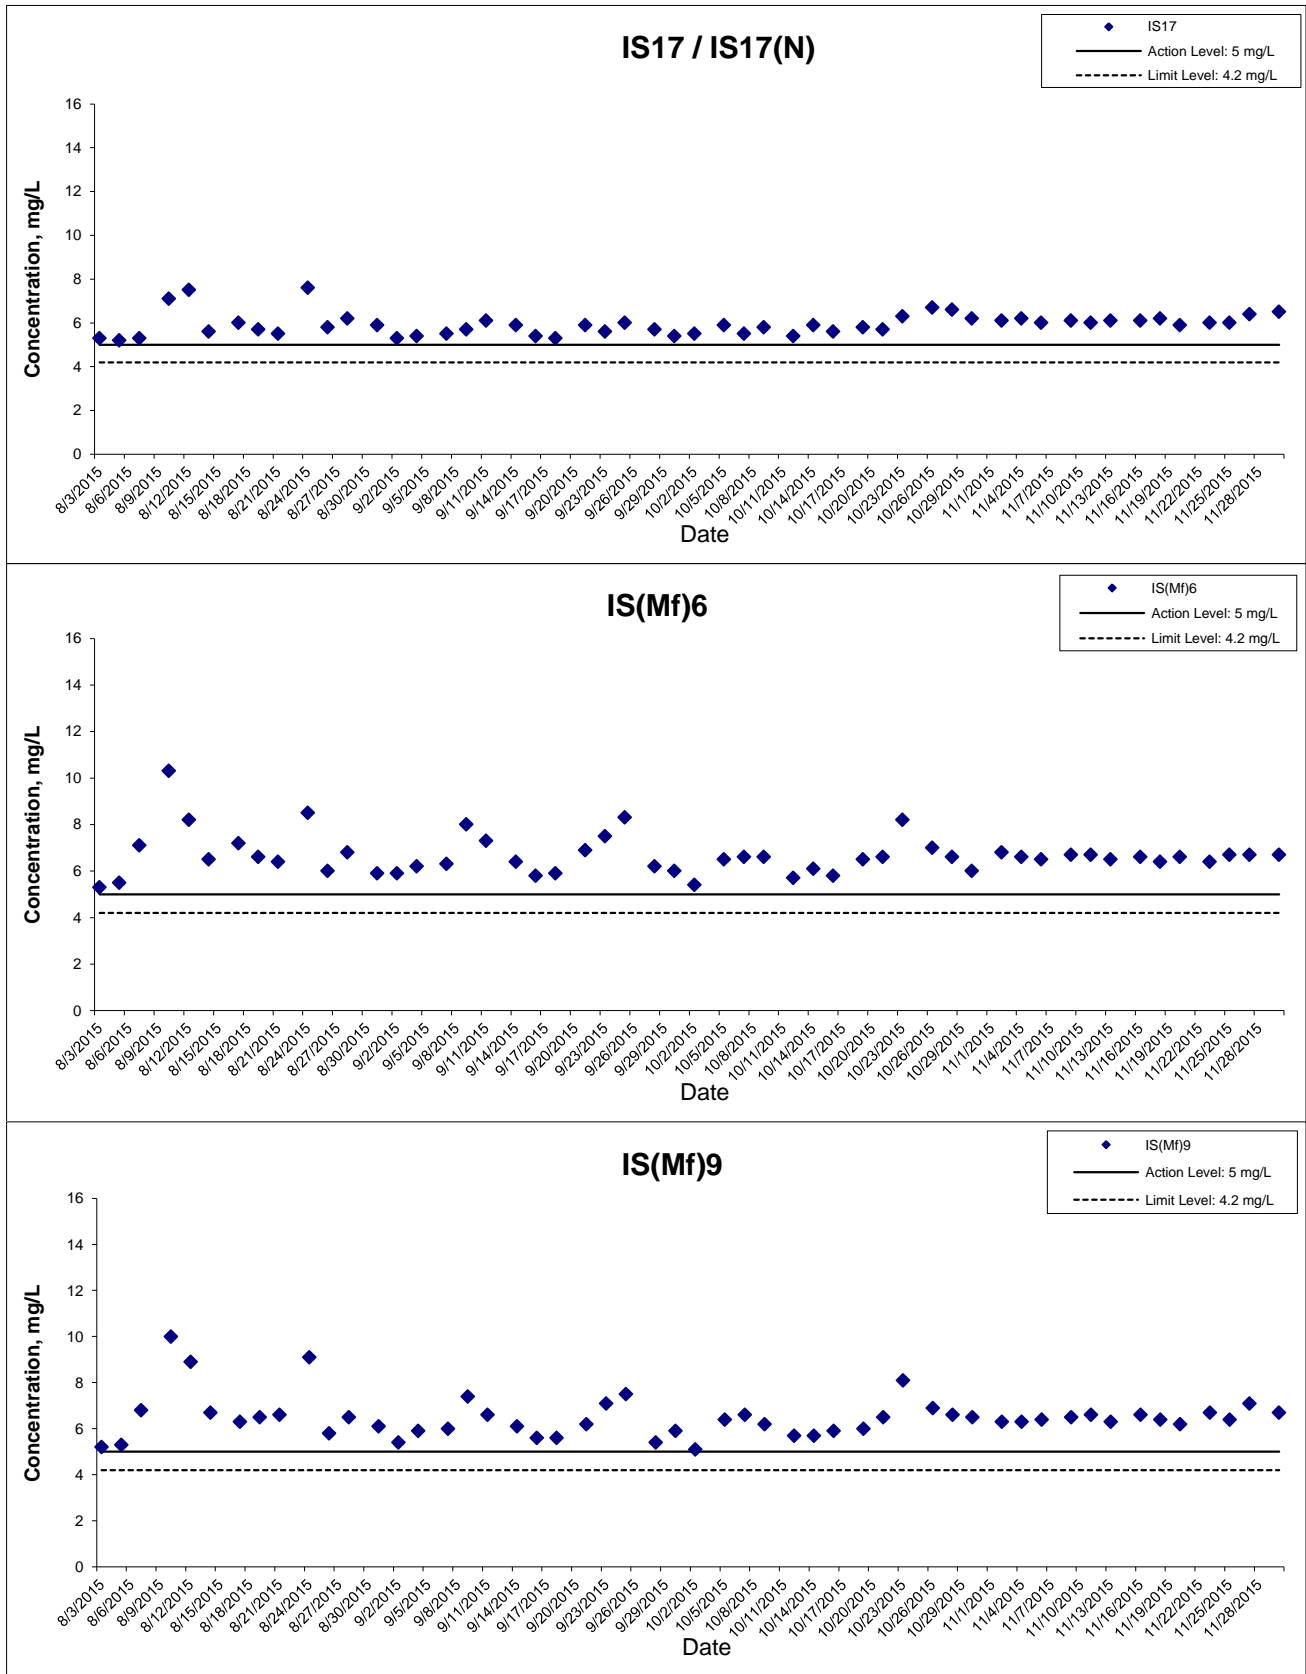 IS17 / IS17(N)
IS17
Action Level: 5 mg/L
Limit Level: 4.2 mg/L
Concentration, mg/L
16
14
12
10
8
6
4
2
0
8/3/2015 8/6/2015 8/9/2015 8/12/2015 8/15/2015 8/18/2015 8/21/2015 8/24/2015 8/27/2015 8/30/2015 9/2/2015 9/5/2015 9/8/2015 9/11/2015 9/14/2015 9/17/2015 9/20/2015 9/23/2015 9/26/2015 9/29/2015 10/2/2015 10/5/2015 10/8/2015 10/11/2015 10/14/2015 10/17/2015 10/20/2015 10/23/2015 10/26/2015 10/29/2015 11/1/2015 11/4/2015 11/7/2015 11/10/2015 11/13/2015 11/16/2015 11/19/2015 11/22/2015 11/25/2015 11/28/2015
Date
IS(Mf)6
IS(Mf)6
Action Level: 5 mg/L
Limit Level: 4.2 mg/L
Concentration, mg/L
16
14
12
10
8
6
4
2
0
8/3/2015 8/6/2015 8/9/2015 8/12/2015 8/15/2015 8/18/2015 8/21/2015 8/24/2015 8/27/2015 8/30/2015 9/2/2015 9/5/2015 9/8/2015 9/11/2015 9/14/2015 9/17/2015 9/20/2015 9/23/2015 9/26/2015 9/29/2015 10/2/2015 10/5/2015 10/8/2015 10/11/2015 10/14/2015 10/17/2015 10/20/2015 10/23/2015 10/26/2015 10/29/2015 11/1/2015 11/4/2015 11/7/2015 11/10/2015 11/13/2015 11/16/2015 11/19/2015 11/22/2015 11/25/2015 11/28/2015
Date
IS(Mf)9
IS(Mf)9
Action Level: 5 mg/L
Limit Level: 4.2 mg/L
Concentration, mg/L
16
14
12
10
8
6
4
2
0
8/3/2015 8/6/2015 8/9/2015 8/12/2015 8/15/2015 8/18/2015 8/21/2015 8/24/2015 8/27/2015 8/30/2015 9/2/2015 9/5/2015 9/8/2015 9/11/2015 9/14/2015 9/17/2015 9/20/2015 9/23/2015 9/26/2015 9/29/2015 10/2/2015 10/5/2015 10/8/2015 10/11/2015 10/14/2015 10/17/2015 10/20/2015 10/23/2015 10/26/2015 10/29/2015 11/1/2015 11/4/2015 11/7/2015 11/10/2015 11/13/2015 11/16/2015 11/19/2015 11/22/2015 11/25/2015 11/28/2015
Date